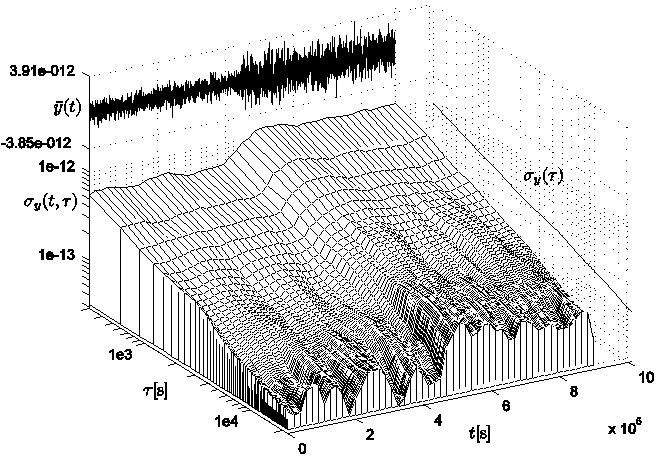 3.91e-012
ȳ(t)
-3.85e-012
1e-12
σ_y(t, τ)
1e-13
σ_y(τ)
1e3
τ[s]
1e4
0
2
4
6
8
10
t[s]
x 10^5